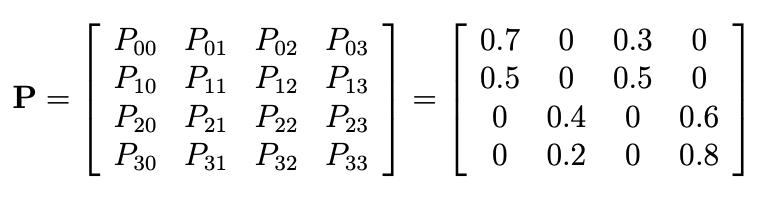 P = [ P₀₀ P₀₁ P₀₂ P₀₃ ] = [ 0.7 0 0.3 0 ]
P₁₀ P₁₁ P₁₂ P₁₃ 0.5 0 0.5 0
P₂₀ P₂₁ P₂₂ P₂₃ 0 0.4 0 0.6
P₃₀ P₃₁ P₃₂ P₃₃ 0 0.2 0 0.8